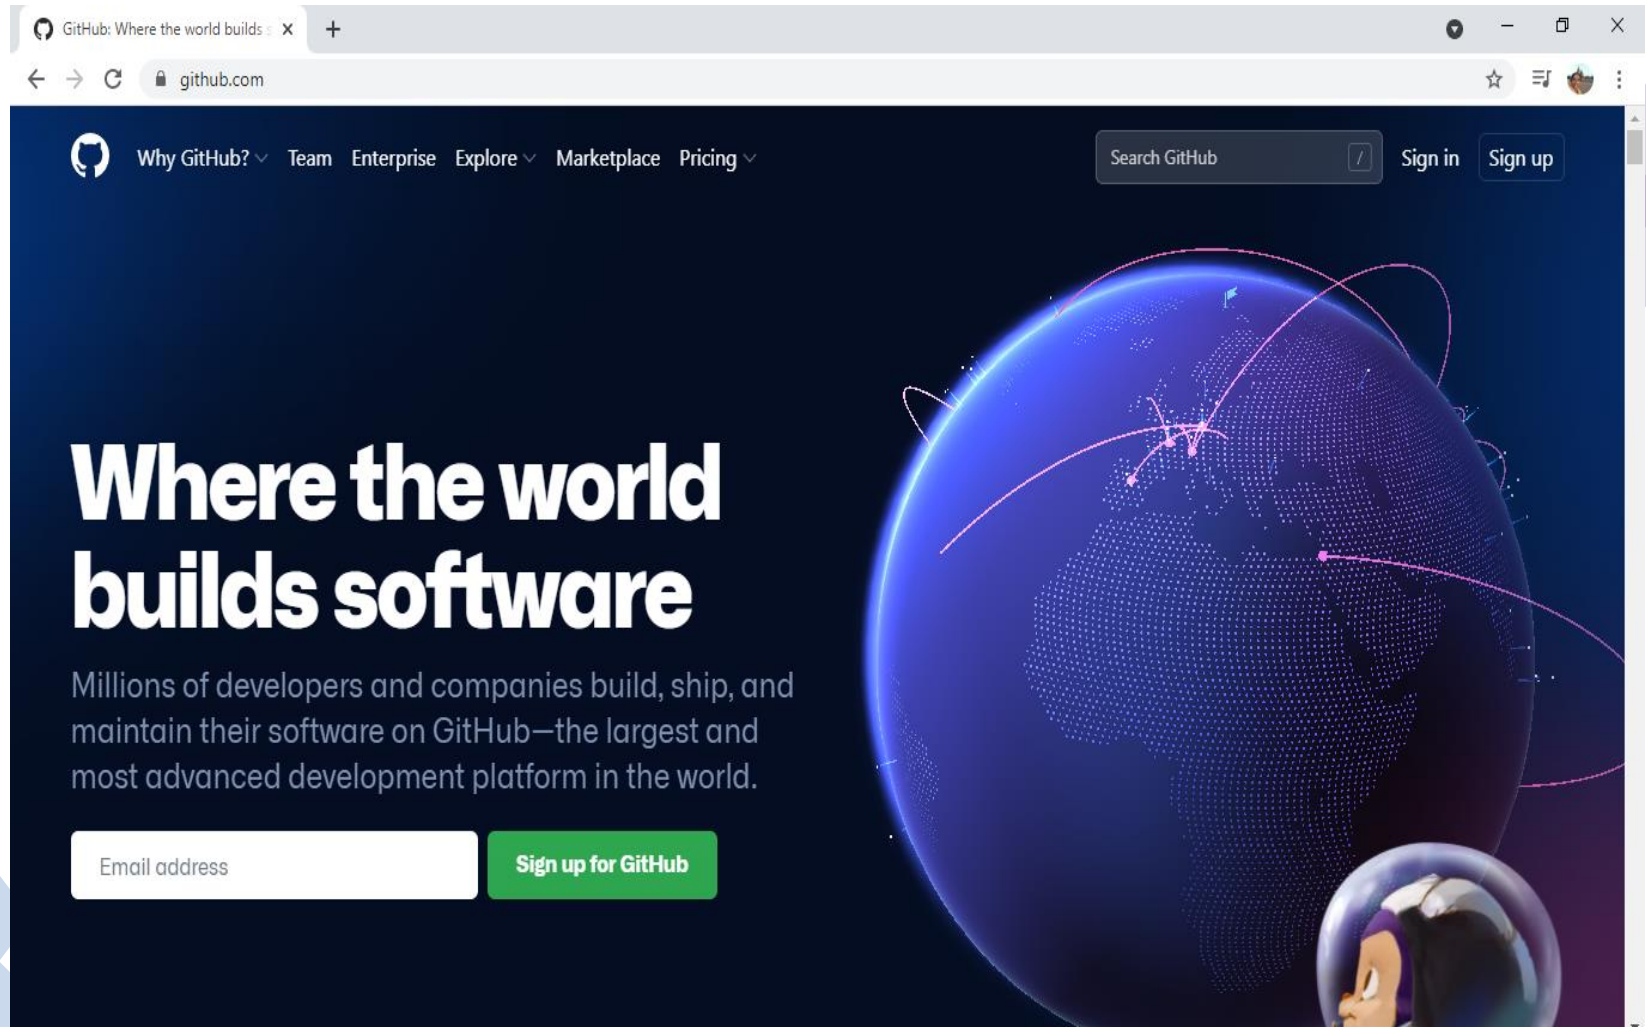 GitHub: Where the world builds s
github.com
Why GitHub? Team Enterprise Explore Marketplace Pricing Search GitHub / Sign in Sign up
Where the world
builds software
Millions of developers and companies build, ship, and
maintain their software on GitHub—the largest and
most advanced development platform in the world.
Email address Sign up for GitHub